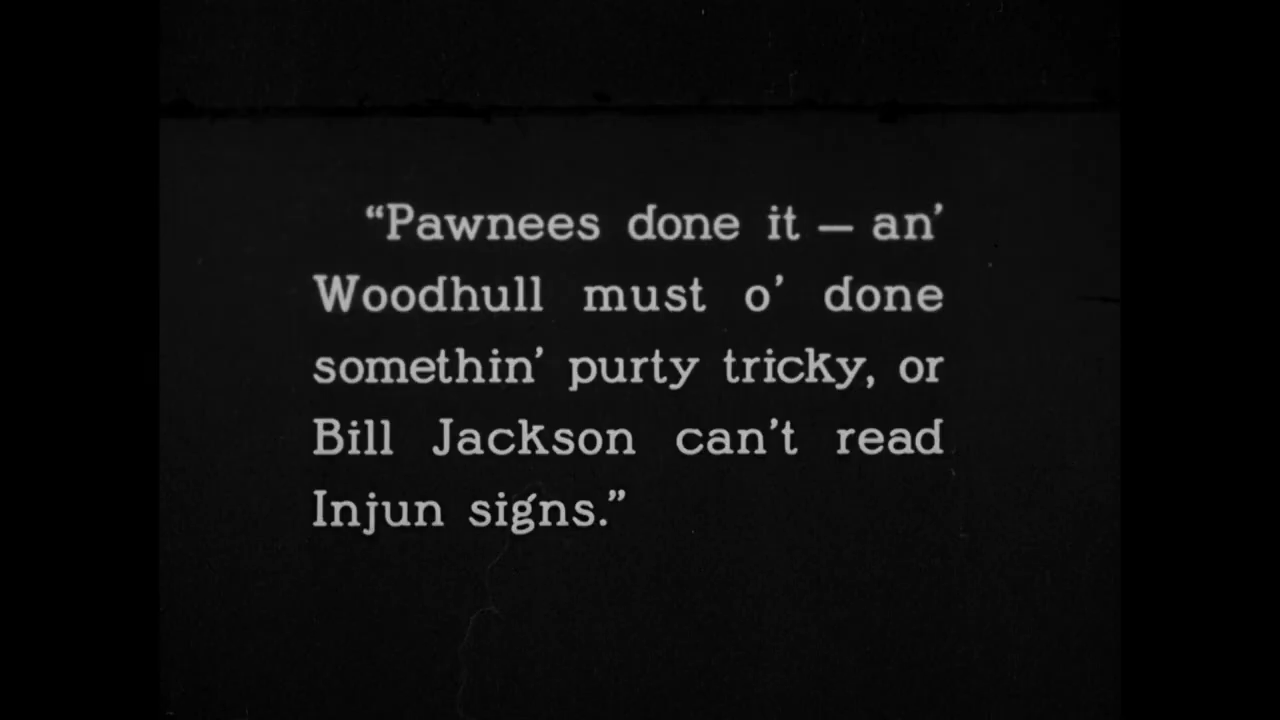 “Pawnees done it — an’
Woodhull must o’ done
somethin’ purty tricky, or
Bill Jackson can’t read
Injun signs.”